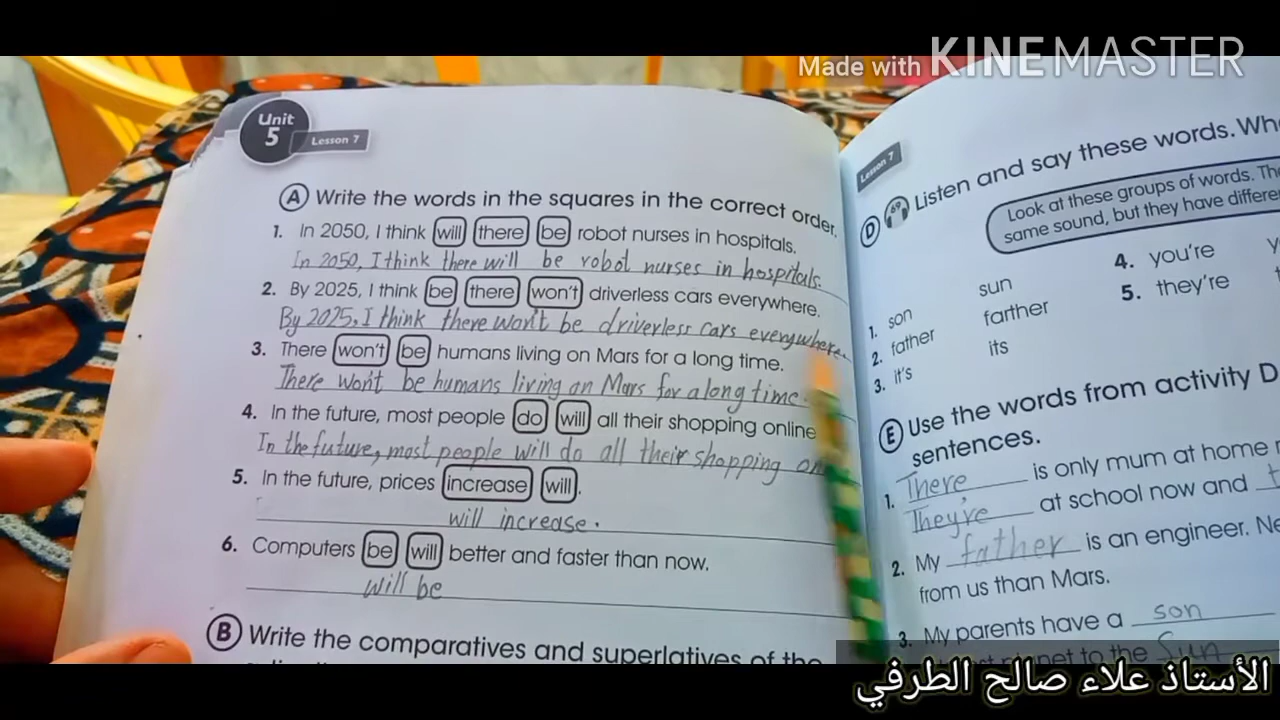 Made with KINEMASTER
Unit
5
Lesson 7
A Write the words in the squares in the correct order.
1. In 2050, I think will there be robot nurses in hospitals.
In 2050, I think there will be robot nurses in hospitals.
2. By 2025, I think be there won't driverless cars everywhere.
By 2025, I think there won't be driverless cars everywhere.
3. There won't be humans living on Mars for a long time.
There won't be humans living on Mars for a long time.
4. In the future, most people do will all their shopping online
In the future, most people will do all their shopping on
5. In the future, prices increase will.
will increase.
6. Computers be will better and faster than now.
will be
B Write the comparatives and superlatives of the
Lesson 7
D 69 Listen and say these words. Wh
Look at these groups of words. The
same sound, but they have differe
1. son sun
2. father farther
3. it's its
4. you're y
5. they're t
E Use the words from activity D
sentences.
1. There is only mum at home
They're at school now and t
2. My father is an engineer. Ne
from us than Mars.
3. My parents have a son
planet to the Sun
الأستاذ علاء صالح الطرفي